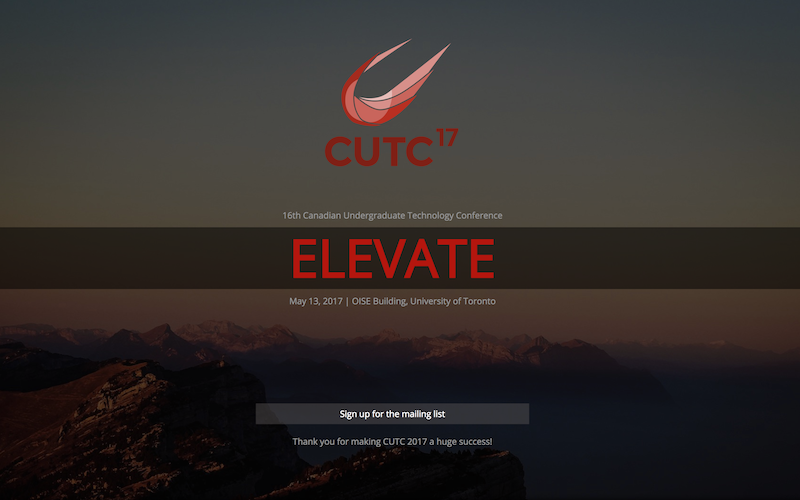 CUTC 17
16th Canadian Undergraduate Technology Conference
ELEVATE
May 13, 2017 | OISE Building, University of Toronto
Sign up for the mailing list
Thank you for making CUTC 2017 a huge success!